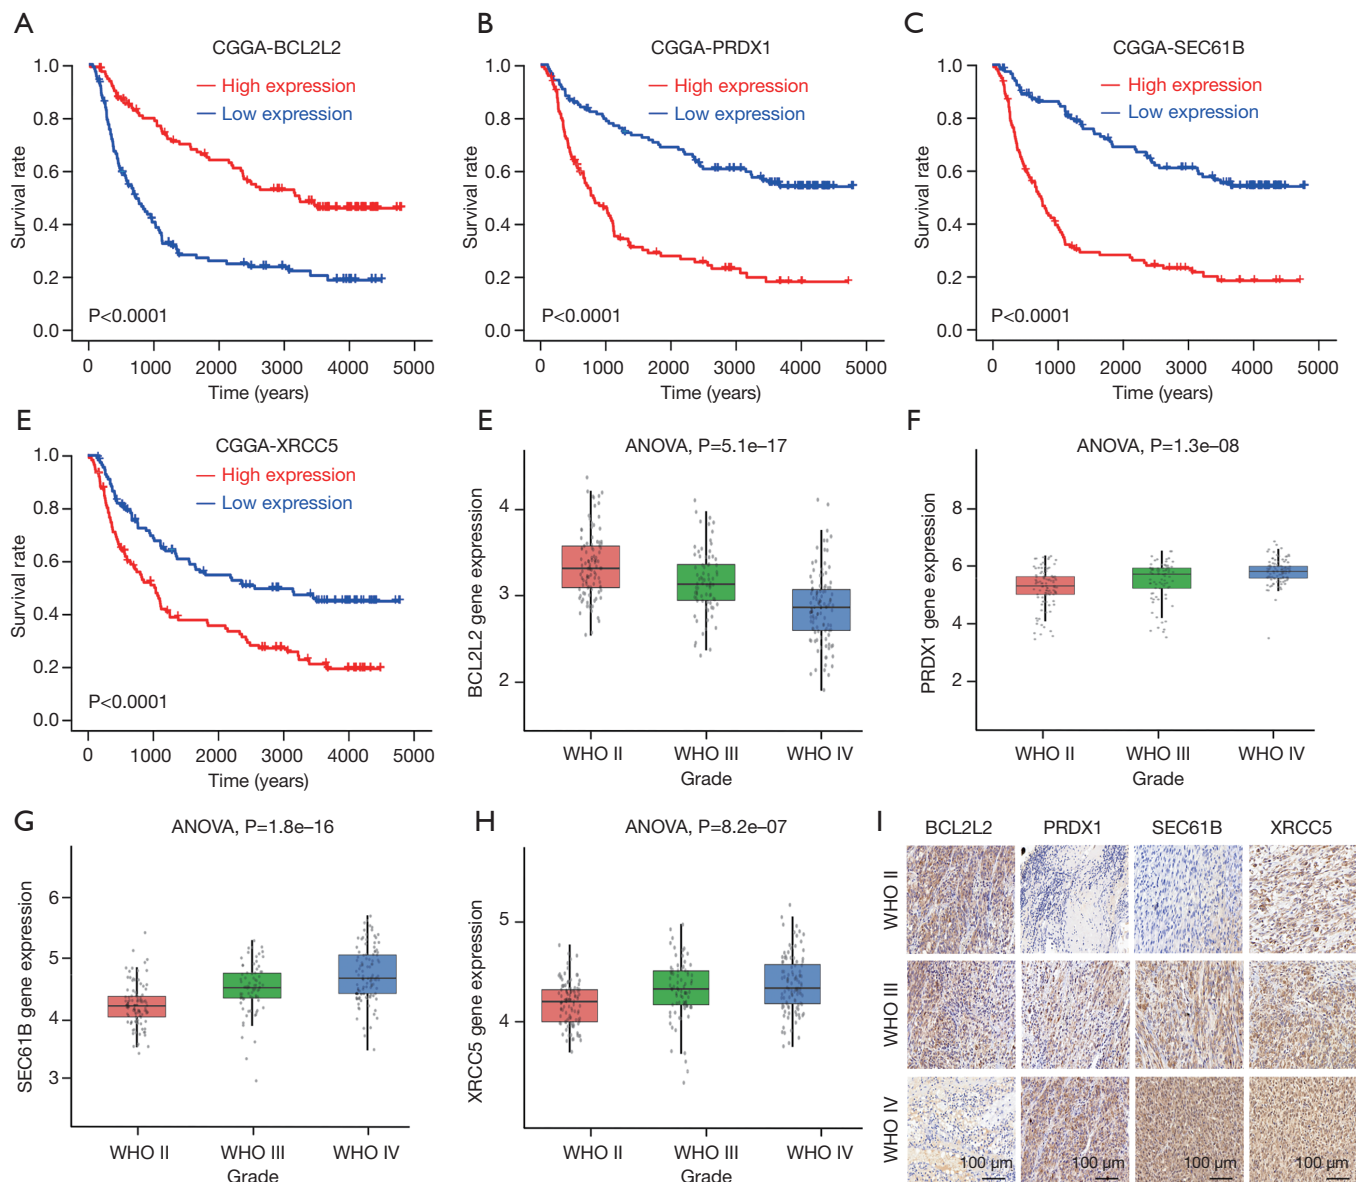 A
CGGA-BCL2L2
High expression
Low expression
1.0
0.8
0.6
0.4
0.2
0.0
Survival rate
P<0.0001
0 1000 2000 3000 4000 5000
Time (years)
B
CGGA-PRDX1
High expression
Low expression
1.0
0.8
0.6
0.4
0.2
0.0
Survival rate
P<0.0001
0 1000 2000 3000 4000 5000
Time (years)
C
CGGA-SEC61B
High expression
Low expression
1.0
0.8
0.6
0.4
0.2
0.0
Survival rate
P<0.0001
0 1000 2000 3000 4000 5000
Time (years)
E
CGGA-XRCC5
High expression
Low expression
1.0
0.8
0.6
0.4
0.2
0.0
Survival rate
P<0.0001
0 1000 2000 3000 4000 5000
Time (years)
E
ANOVA, P=5.1e−17
4
3
2
BCL2L2 gene expression
WHO II WHO III WHO IV
Grade
F
ANOVA, P=1.3e−08
8
6
4
2
PRDX1 gene expression
WHO II WHO III WHO IV
Grade
G
ANOVA, P=1.8e−16
6
5
4
3
SEC61B gene expression
WHO II WHO III WHO IV
Grade
H
ANOVA, P=8.2e−07
5
4
XRCC5 gene expression
WHO II WHO III WHO IV
Grade
I
BCL2L2 PRDX1 SEC61B XRCC5
WHO II
WHO III
WHO IV
100 μm 100 μm 100 μm 100 μm